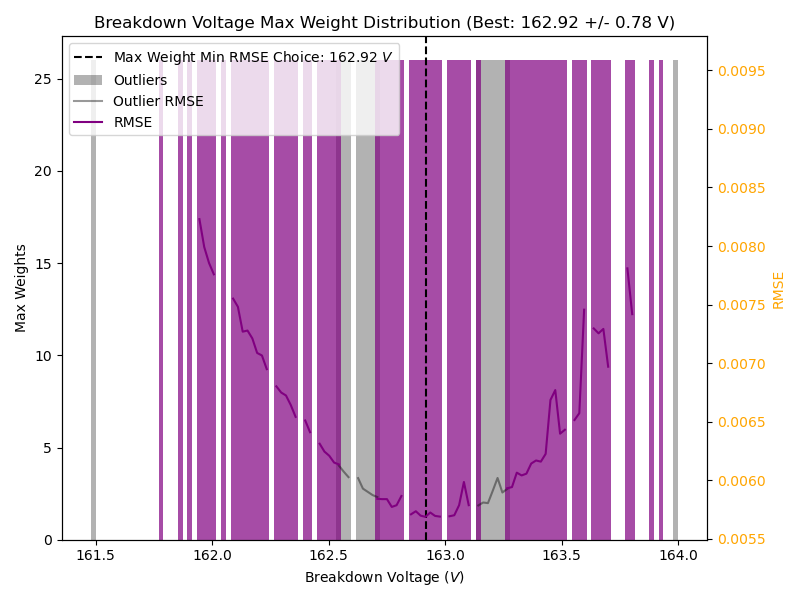 Breakdown Voltage Max Weight Distribution (Best: 162.92 +/- 0.78 V)
Max Weight Min RMSE Choice: 162.92 V
Outliers
Outlier RMSE
RMSE
Max Weights
25
20
15
10
5
0
0.0095
0.0090
0.0085
0.0080
0.0075
0.0070
0.0065
0.0060
0.0055
RMSE
161.5 162.0 162.5 163.0 163.5 164.0
Breakdown Voltage (V)